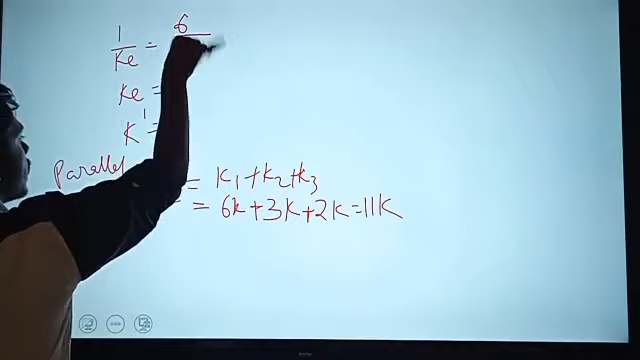 1/Ke = 6
Ke =
K' =
Parallel = K1+K2+K3
= 6K+3K+2K=11K